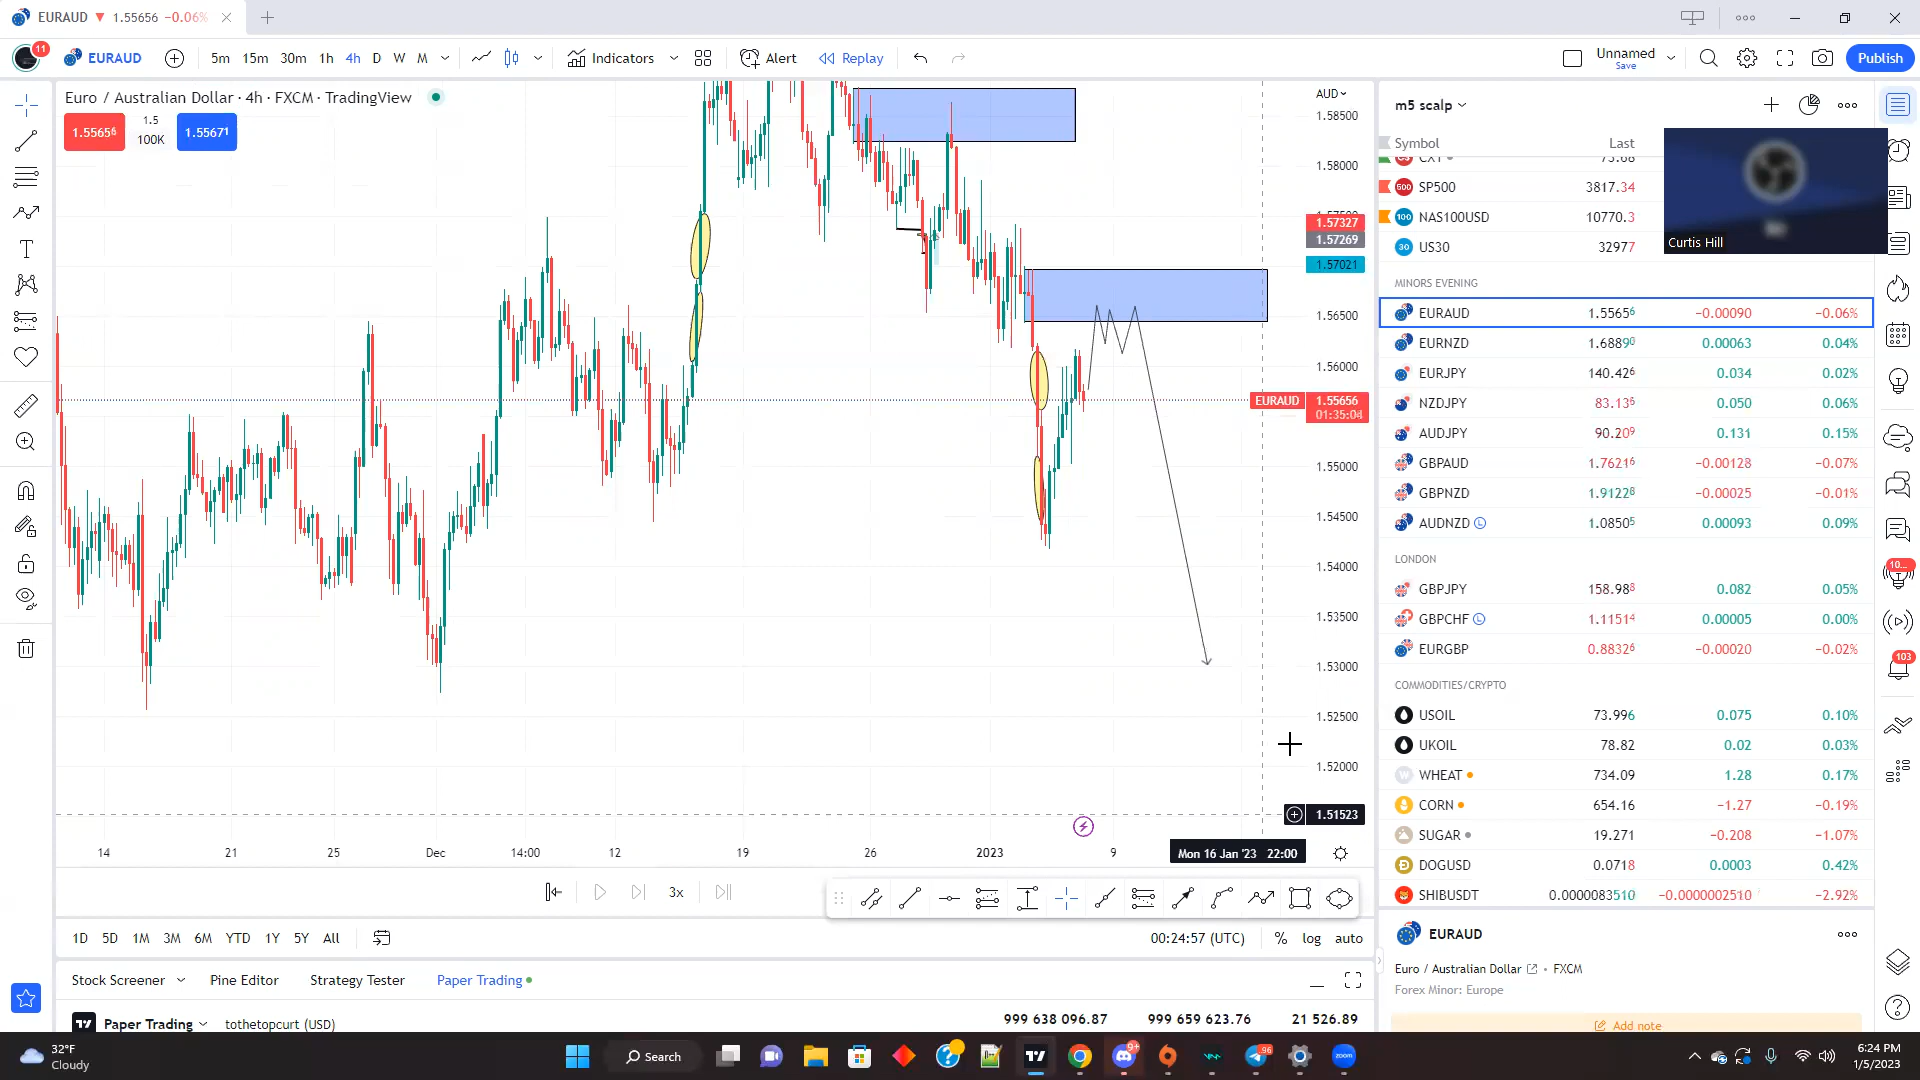 EURAUD ▼ 1.55656 −0.06%
11
EURAUD 5m 15m 30m 1h 4h D W M Indicators Alert Replay Unnamed Save Publish
Euro / Australian Dollar · 4h · FXCM · TradingView
1.55656 1.5 100K 1.55671
AUD
1.58500
1.58000
1.57327
1.57269
1.57021
1.56500
1.56000
EURAUD 1.55656
01:35:04
1.55000
1.54500
1.54000
1.53500
1.53000
1.52500
1.52000
1.51523
14 21 25 Dec 14:00 12 19 26 2023 9 Mon 16 Jan '23 22:00
3x
1D 5D 1M 3M 6M YTD 1Y 5Y All 00:24:57 (UTC) % log auto
Stock Screener Pine Editor Strategy Tester Paper Trading
Paper Trading tothetopcurt (USD) 999 638 096.87 999 659 623.76 21 526.89
m5 scalp
Symbol Last
73.68
SP500 3817.34
NAS100USD 10770.3
US30 32977
Curtis Hill
MINORS EVENING
EURAUD 1.55656 −0.00090 −0.06%
EURNZD 1.68890 0.00063 0.04%
EURJPY 140.426 0.034 0.02%
NZDJPY 83.136 0.050 0.06%
AUDJPY 90.209 0.131 0.15%
GBPAUD 1.76216 −0.00128 −0.07%
GBPNZD 1.91228 −0.00025 −0.01%
AUDNZD 1.08505 0.00093 0.09%
LONDON
GBPJPY 158.988 0.082 0.05%
GBPCHF 1.11514 0.00005 0.00%
EURGBP 0.88326 −0.00020 −0.02%
COMMODITIES/CRYPTO
USOIL 73.996 0.075 0.10%
UKOIL 78.82 0.02 0.03%
WHEAT 734.09 1.28 0.17%
CORN 654.16 −1.27 −0.19%
SUGAR 19.271 −0.208 −1.07%
DOGUSD 0.0718 0.0003 0.42%
SHIBUSDT 0.0000083510 −0.0000002510 −2.92%
EURAUD
Euro / Australian Dollar • FXCM
Forex Minor: Europe
Add note
10...
103
32°F
Cloudy
Search
9+
96
zoom
6:24 PM
1/5/2023